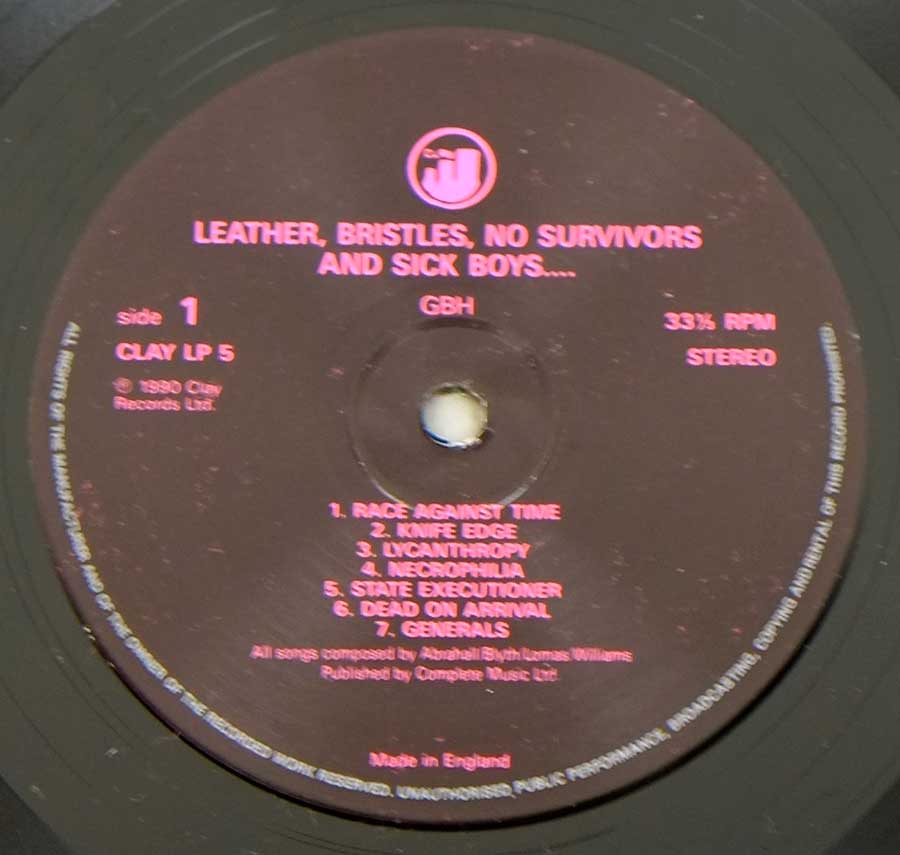 LEATHER, BRISTLES, NO SURVIVORS
AND SICK BOYS....
GBH
side 1
CLAY LP 5
℗ 1990 Clay
Records Ltd.
33⅓ RPM
STEREO
1. RACE AGAINST TIME
2. KNIFE EDGE
3. LYCANTHROPY
4. NECROPHILIA
5. STATE EXECUTIONER
6. DEAD ON ARRIVAL
7. GENERALS
All songs composed by Abrahall/Blyth/Lomas/Williams
Published by Complete Music Ltd.
Made in England
ALL RIGHTS OF THE MANUFACTURER AND OF THE OWNER OF THE RECORDED WORK RESERVED. UNAUTHORISED PUBLIC PERFORMANCE, BROADCASTING, COPYING AND RENTAL OF THIS RECORD PROHIBITED